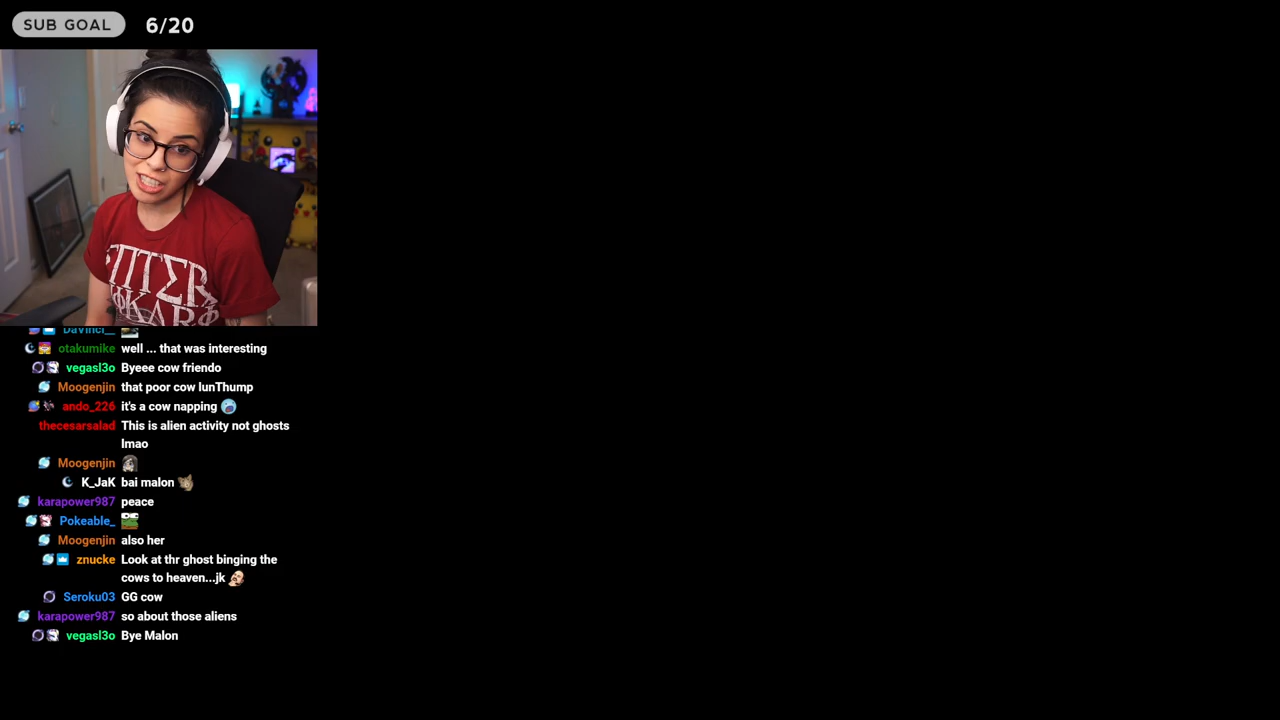 SUB GOAL 6/20
ΣПTΣR
DaVinci__
otakumike well ... that was interesting
vegasl3o Byeee cow friendo
Moogenjin that poor cow lunThump
ando_226 it's a cow napping
thecesarsalad This is alien activity not ghosts
lmao
Moogenjin
K_JaK bai malon
karapower987 peace
Pokeable_
Moogenjin also her
znucke Look at thr ghost binging the
cows to heaven...jk
Seroku03 GG cow
karapower987 so about those aliens
vegasl3o Bye Malon